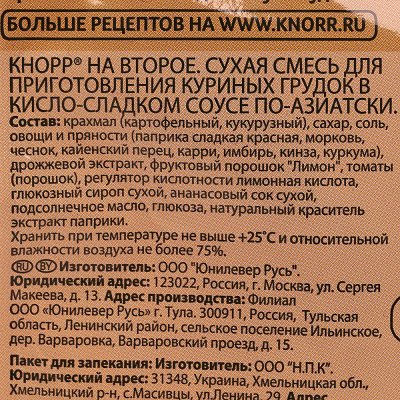 БОЛЬШЕ РЕЦЕПТОВ НА WWW.KNORR.RU
КНОРР® НА ВТОРОЕ. СУХАЯ СМЕСЬ ДЛЯ
ПРИГОТОВЛЕНИЯ КУРИНЫХ ГРУДОК В
КИСЛО-СЛАДКОМ СОУСЕ ПО-АЗИАТСКИ.
Состав: крахмал (картофельный, кукурузный), сахар, соль,
овощи и пряности (паприка сладкая красная, морковь,
чеснок, кайенский перец, карри, имбирь, кинза, куркума),
дрожжевой экстракт, фруктовый порошок "Лимон", томаты
(порошок), регулятор кислотности лимонная кислота,
глюкозный сироп сухой, ананасовый сок сухой,
подсолнечное масло, глюкоза, натуральный краситель
экстракт паприки.
Хранить при температуре не выше +25°С и относительной
влажности воздуха не более 75%.
RU BY Изготовитель: ООО "Юнилевер Русь".
Юридический адрес: 123022, Россия, г. Москва, ул. Сергея
Макеева, д. 13. Адрес производства: Филиал
ООО «Юнилевер Русь» г. Тула. 300911, Россия, Тульская
область, Ленинский район, сельское поселение Ильинское,
дер. Варваровка, Варваровский проезд, д. 15.
Пакет для запекания: Изготовитель: ООО "Н.П.К".
Юридический адрес: 31348, Украина, Хмельницкая обл.,
Хмельницкий р-н, с.Масивцы, ул.Ленина, 29. Адрес